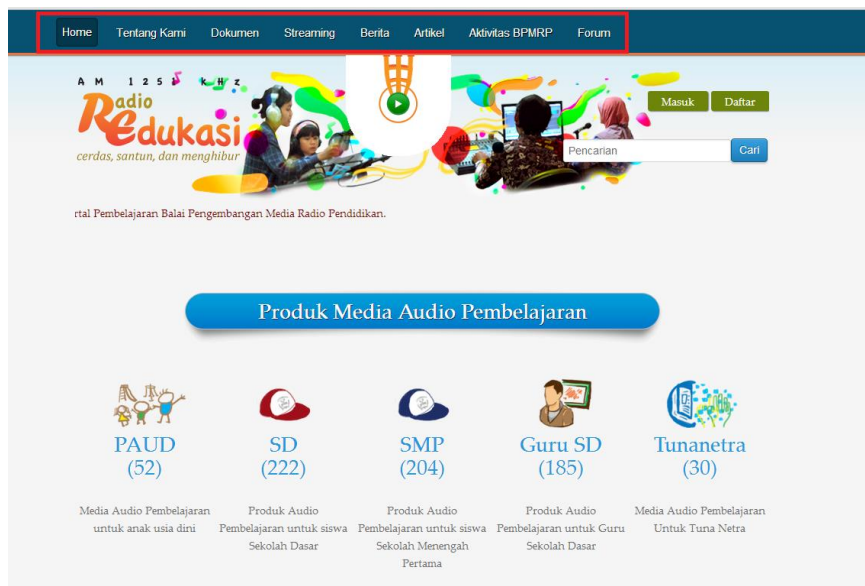 Home Tentang Kami Dokumen Streaming Berita Artikel Aktivitas BPMRP Forum
AM 1251 kHz
Radio
Edukasi
cerdas, santun, dan menghibur
Masuk Daftar
Pencarian Cari
rtal Pembelajaran Balai Pengembangan Media Radio Pendidikan.
Produk Media Audio Pembelajaran
PAUD
(52)
Media Audio Pembelajaran
untuk anak usia dini
SD
(222)
Produk Audio
Pembelajaran untuk siswa
Sekolah Dasar
SMP
(204)
Produk Audio
Pembelajaran untuk siswa
Sekolah Menengah
Pertama
Guru SD
(185)
Produk Audio
Pembelajaran untuk Guru
Sekolah Dasar
Tunanetra
(30)
Media Audio Pembelajaran
Untuk Tuna Netra